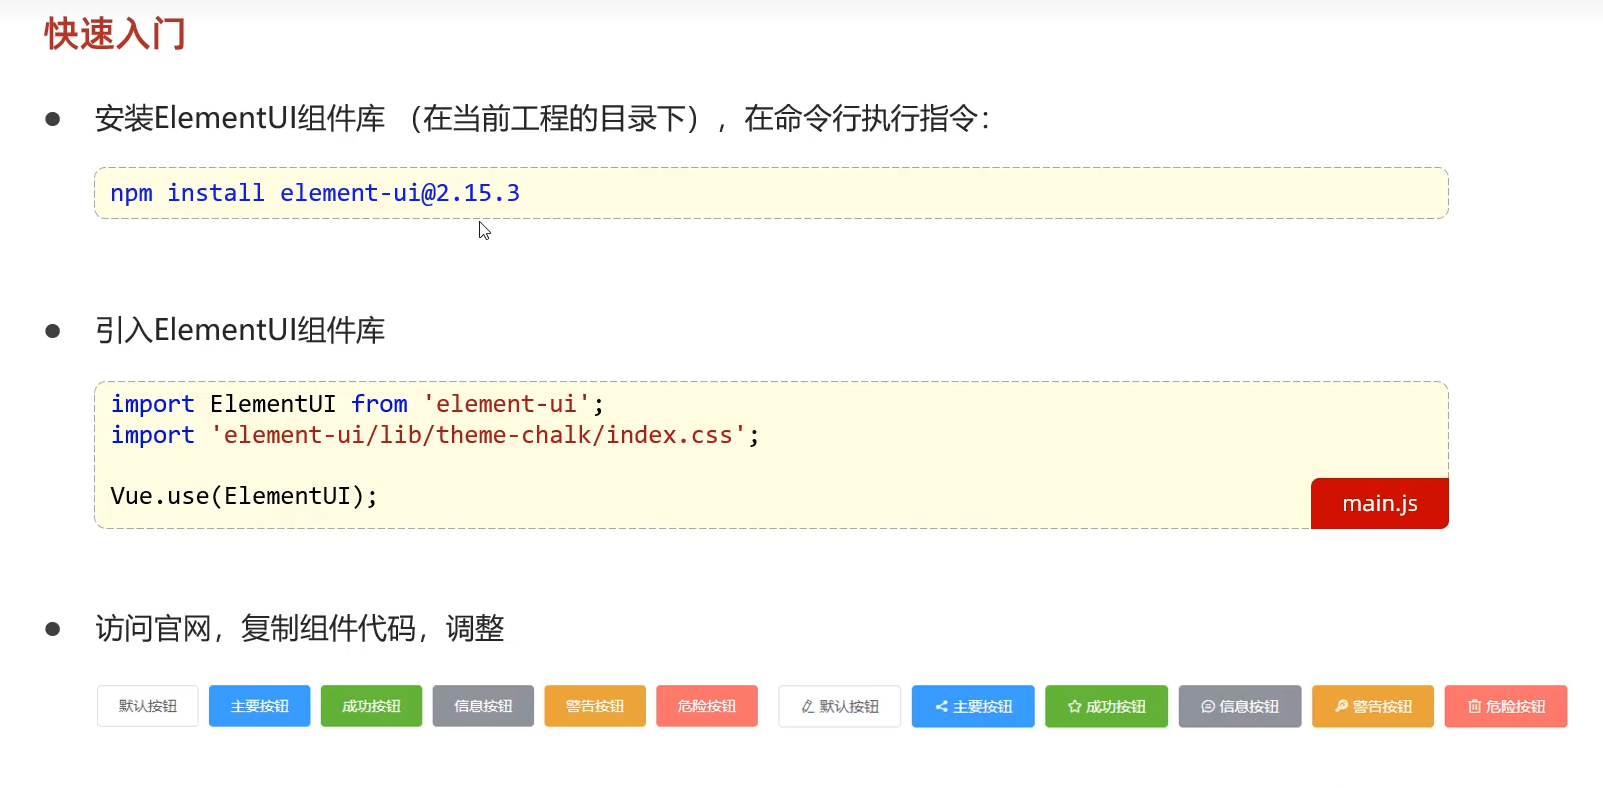 快速入门
安装ElementUI组件库 （在当前工程的目录下），在命令行执行指令：
npm install element-ui@2.15.3
引入ElementUI组件库
import ElementUI from 'element-ui';
import 'element-ui/lib/theme-chalk/index.css';
Vue.use(ElementUI);
main.js
访问官网，复制组件代码，调整
默认按钮 主要按钮 成功按钮 信息按钮 警告按钮 危险按钮 默认按钮 主要按钮 成功按钮 信息按钮 警告按钮 危险按钮